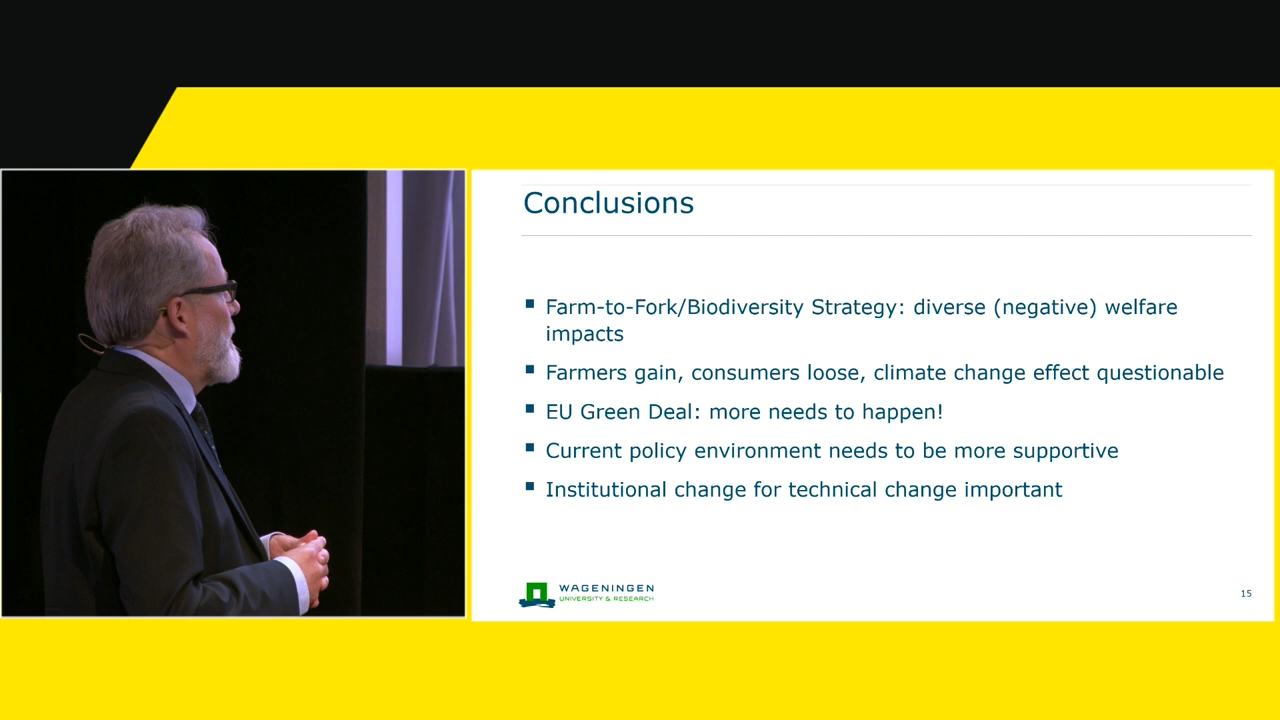 Conclusions
▪ Farm-to-Fork/Biodiversity Strategy: diverse (negative) welfare
impacts
▪ Farmers gain, consumers loose, climate change effect questionable
▪ EU Green Deal: more needs to happen!
▪ Current policy environment needs to be more supportive
▪ Institutional change for technical change important
WAGENINGEN
UNIVERSITY & RESEARCH
15